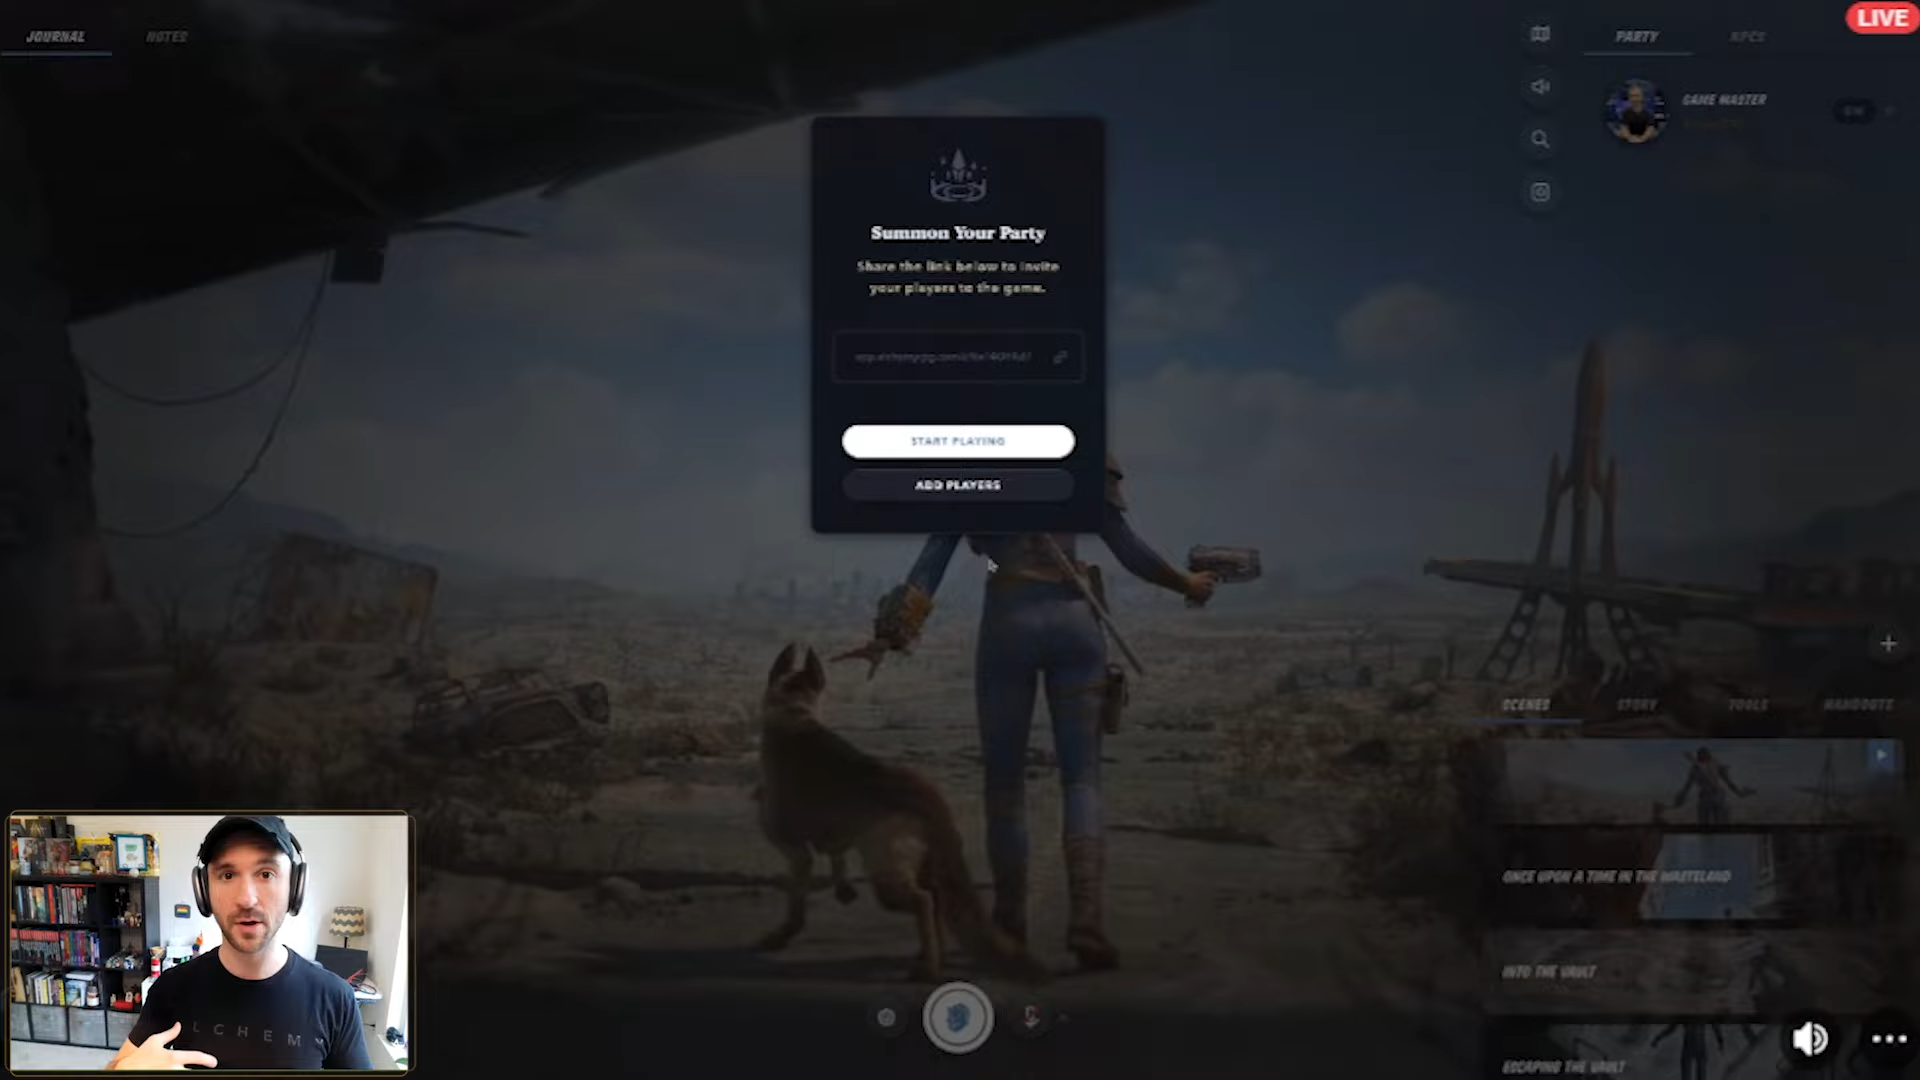 JOURNAL
NOTES
PARTY
NPCS
LIVE
GAME MASTER
Summon Your Party
Share the link below to invite
your players to the game.
START PLAYING
ADD PLAYERS
SCENES
STORY
TOOLS
HANDOUTS
ONCE UPON A TIME IN THE WASTELAND
INTO THE VAULT
ESCAPING THE VAULT
LCHEM